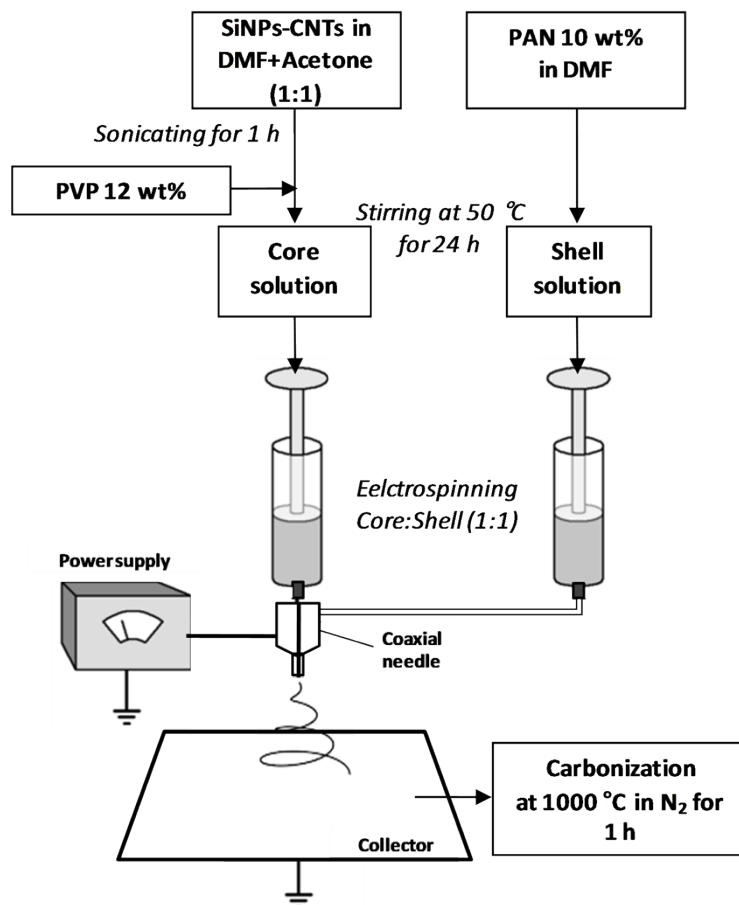 SiNPs-CNTs in
DMF+Acetone
(1:1)
PAN 10 wt%
in DMF
Sonicating for 1 h
PVP 12 wt%
Stirring at 50 °C
for 24 h
Core
solution
Shell
solution
Eelctrospinning
Core:Shell (1:1)
Power supply
Coaxial
needle
Carbonization
at 1000 °C in N₂ for
1 h
Collector